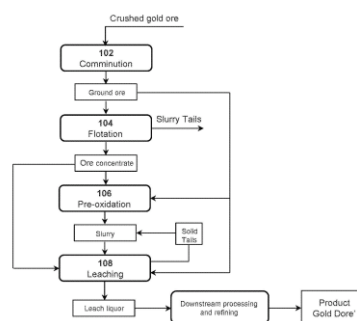 Crushed gold ore
102
Comminution
Ground ore
104
Flotation
Slurry Tails
Ore concentrate
106
Pre-oxidation
Slurry
Solid
Tails
108
Leaching
Leach liquor
Downstream processing
and refining
Product
Gold Dore'